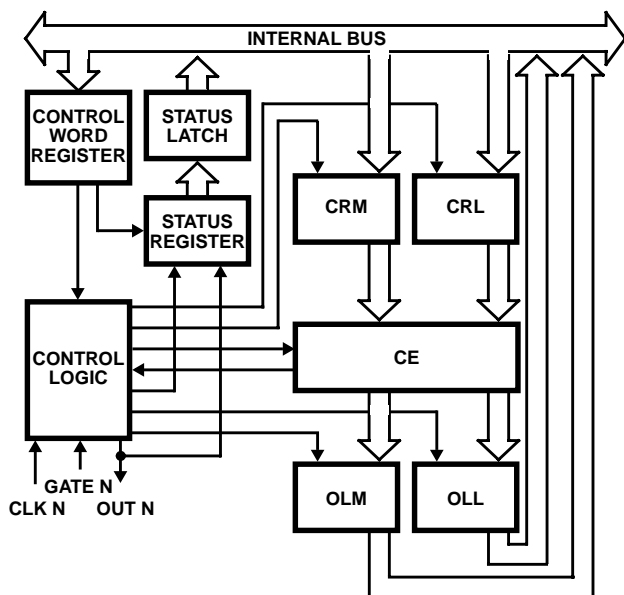 INTERNAL BUS
CONTROL
WORD
REGISTER
STATUS
LATCH
STATUS
REGISTER
CRM
CRL
CONTROL
LOGIC
CE
OLM
OLL
GATE N
CLK N
OUT N